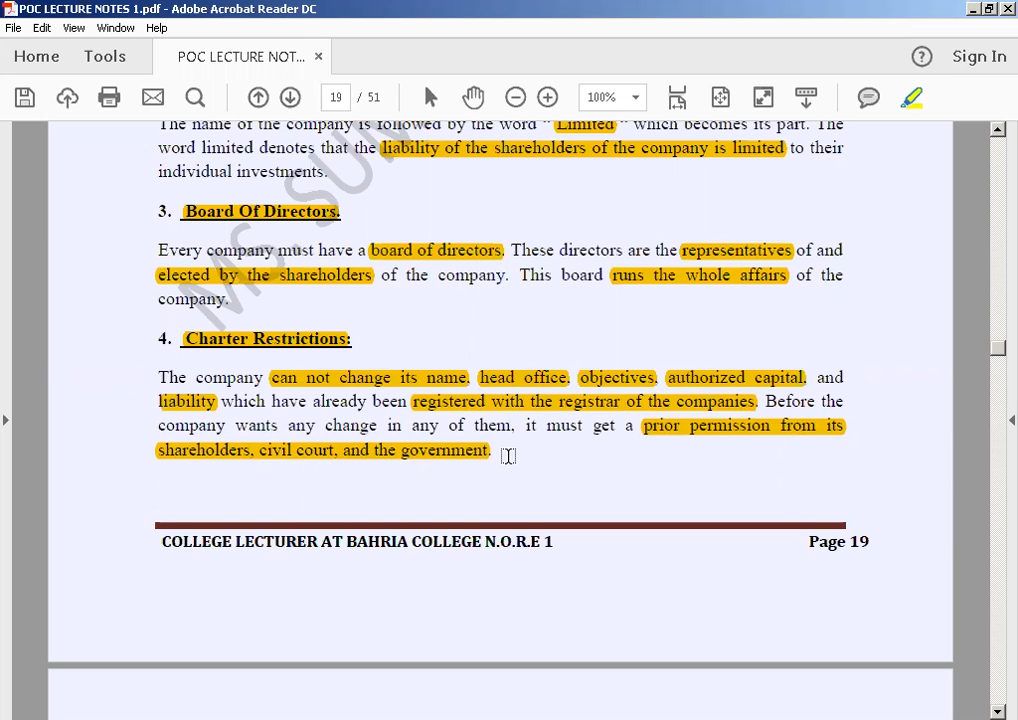 POC LECTURE NOTES 1.pdf - Adobe Acrobat Reader DC
File Edit View Window Help
Home Tools POC LECTURE NOT... × Sign In
19 / 51 100%
The name of the company is followed by the word " Limited " which becomes its part. The
word limited denotes that the liability of the shareholders of the company is limited to their
individual investments.
3. Board Of Directors.
Every company must have a board of directors. These directors are the representatives of and
elected by the shareholders of the company. This board runs the whole affairs of the
company.
4. Charter Restrictions:
The company can not change its name, head office, objectives, authorized capital, and
liability which have already been registered with the registrar of the companies. Before the
company wants any change in any of them, it must get a prior permission from its
shareholders, civil court, and the government.
MS. SUM
COLLEGE LECTURER AT BAHRIA COLLEGE N.O.R.E 1 Page 19